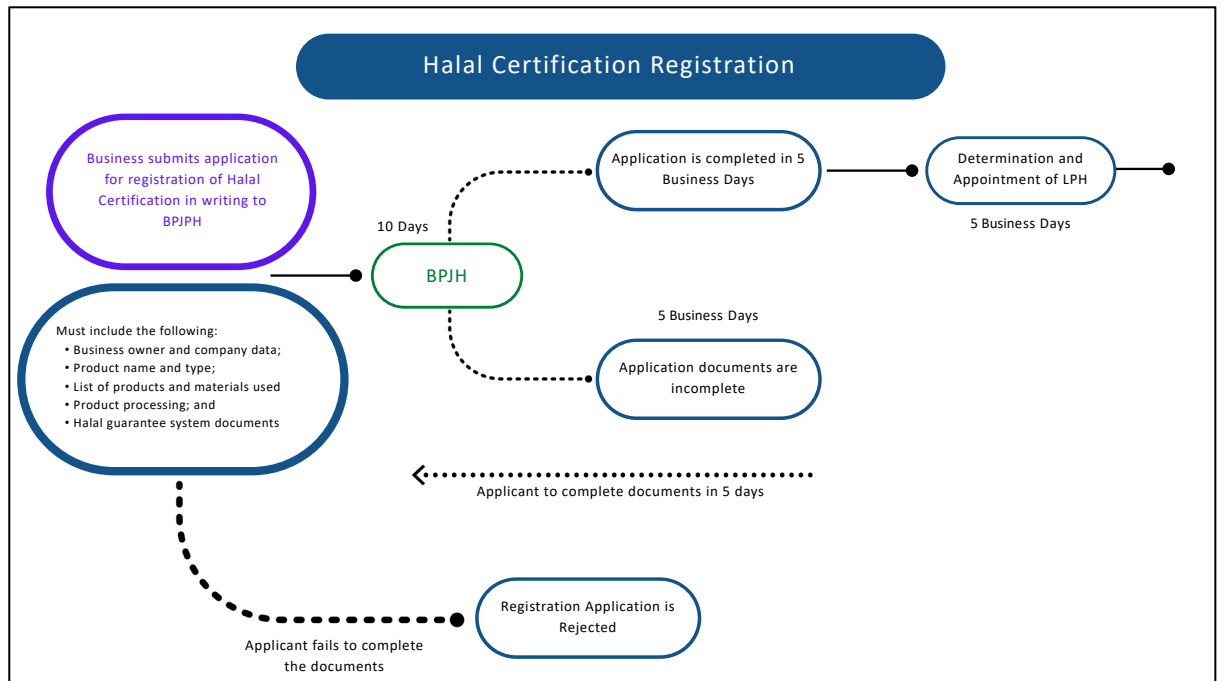 Halal Certification Registration
Business submits application
for registration of Halal
Certification in writing to
BPJPH
Must include the following:
• Business owner and company data;
• Product name and type;
• List of products and materials used
• Product processing; and
• Halal guarantee system documents
10 Days
BPJH
Application is completed in 5
Business Days
Determination and
Appointment of LPH
5 Business Days
5 Business Days
Application documents are
incomplete
Applicant to complete documents in 5 days
Registration Application is
Rejected
Applicant fails to complete
the documents